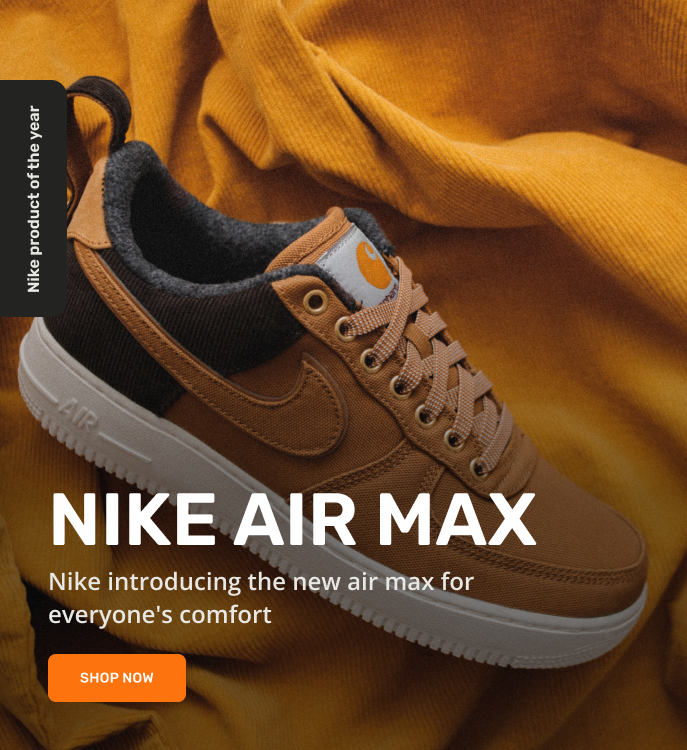 Nike product of the year
AIR
NIKE AIR MAX
Nike introducing the new air max for
everyone's comfort
SHOP NOW